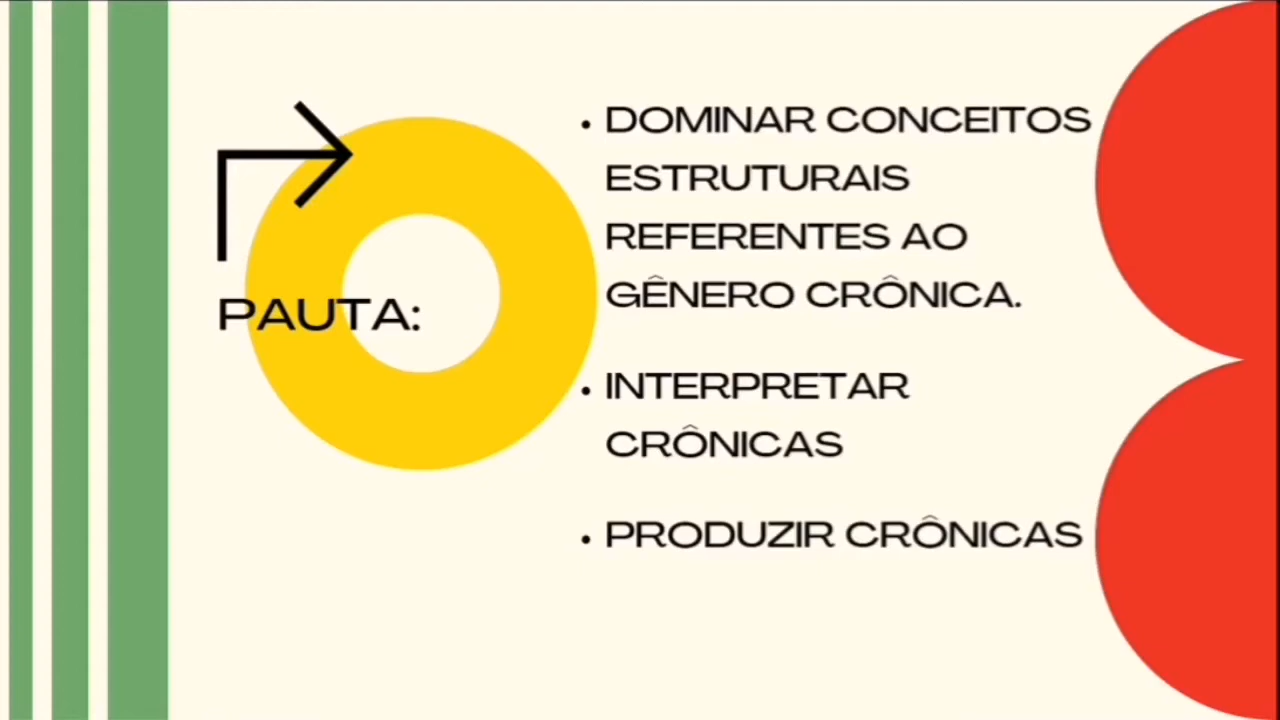 PAUTA:
• DOMINAR CONCEITOS
ESTRUTURAIS
REFERENTES AO
GÊNERO CRÔNICA.
• INTERPRETAR
CRÔNICAS
• PRODUZIR CRÔNICAS